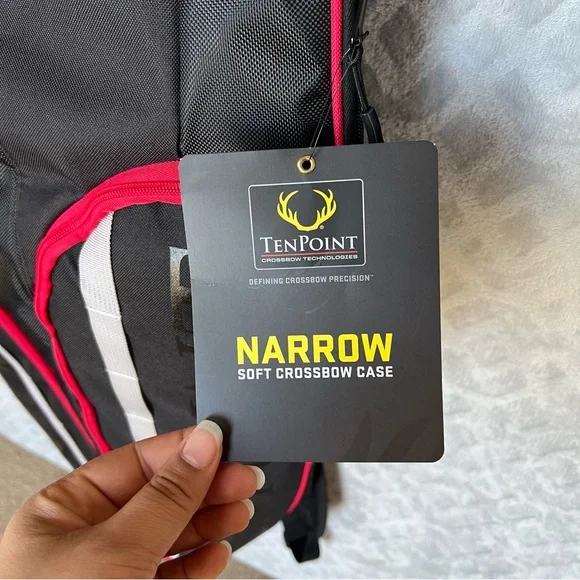 TENPOINT®
CROSSBOW TECHNOLOGIES
DEFINING CROSSBOW PRECISION™
NARROW
SOFT CROSSBOW CASE